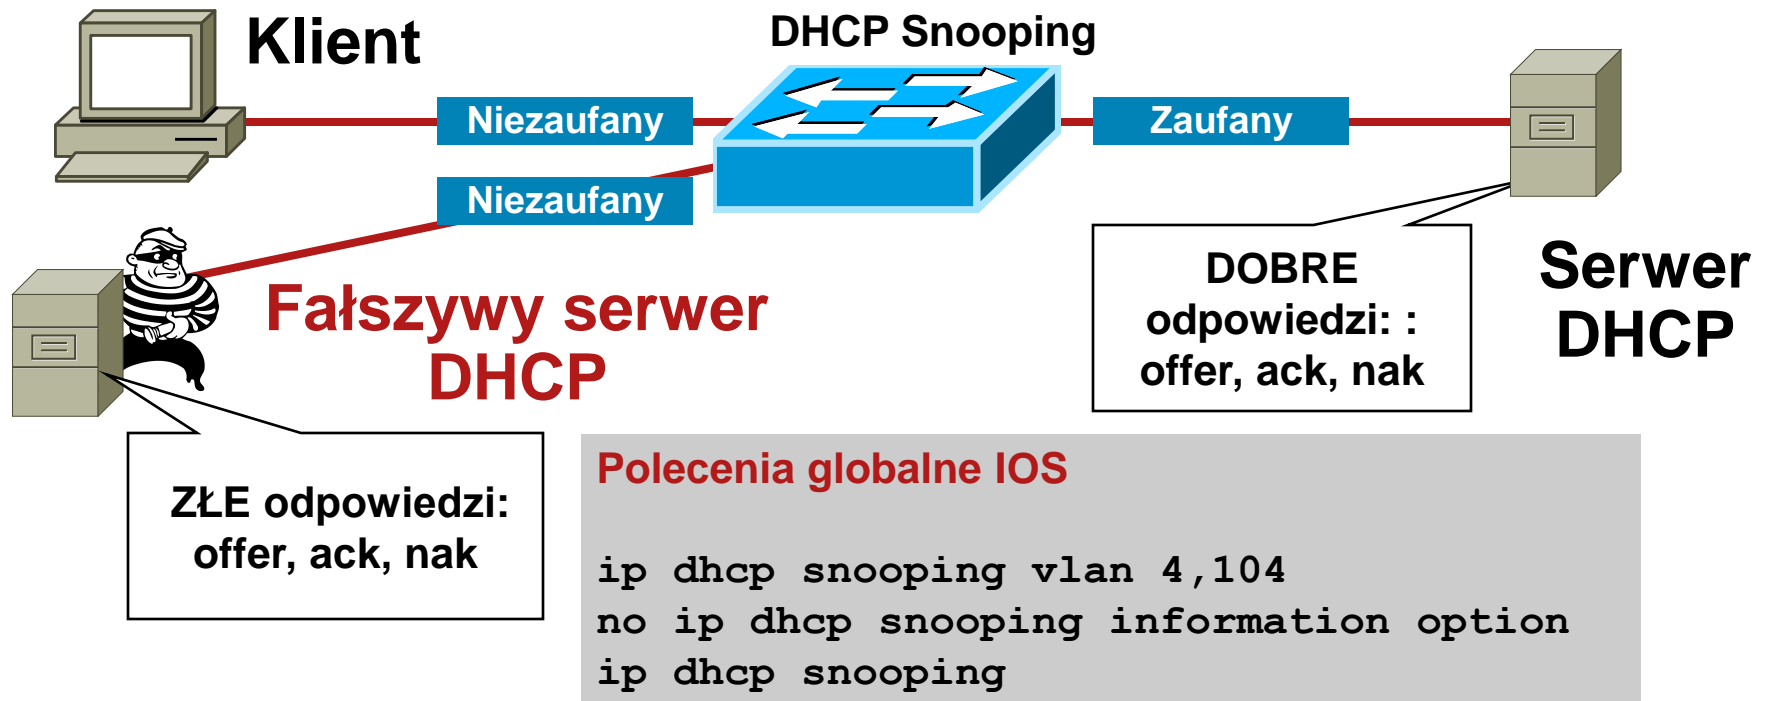 Klient
DHCP Snooping
Niezaufany
Zaufany
Niezaufany
Fałszywy serwer
DHCP
DOBRE
odpowiedzi: :
offer, ack, nak
Serwer
DHCP
ZŁE odpowiedzi:
offer, ack, nak
Polecenia globalne IOS
ip dhcp snooping vlan 4,104
no ip dhcp snooping information option
ip dhcp snooping